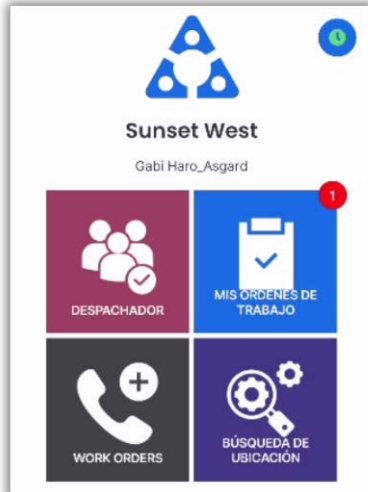 Sunset West
Gabi Haro_Asgard
1
DESPACHADOR
MIS ORDENES DE
TRABAJO
WORK ORDERS
BÚSQUEDA DE
UBICACIÓN